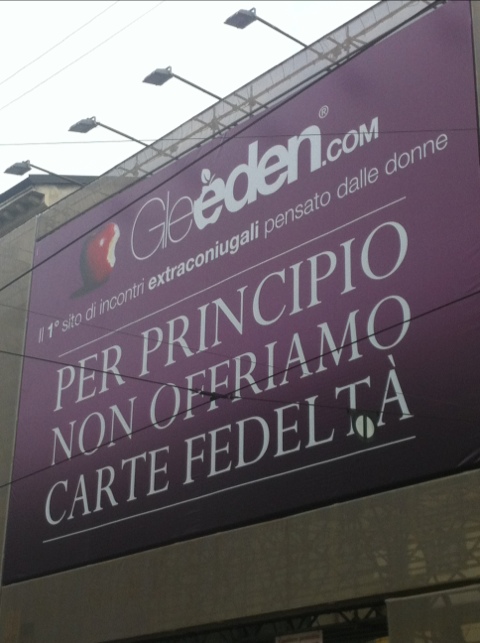 Gleeden.COM®
Il 1° sito di incontri extraconiugali pensato dalle donne
PER PRINCIPIO
NON OFFRIAMO
CARTE FEDELTÀ